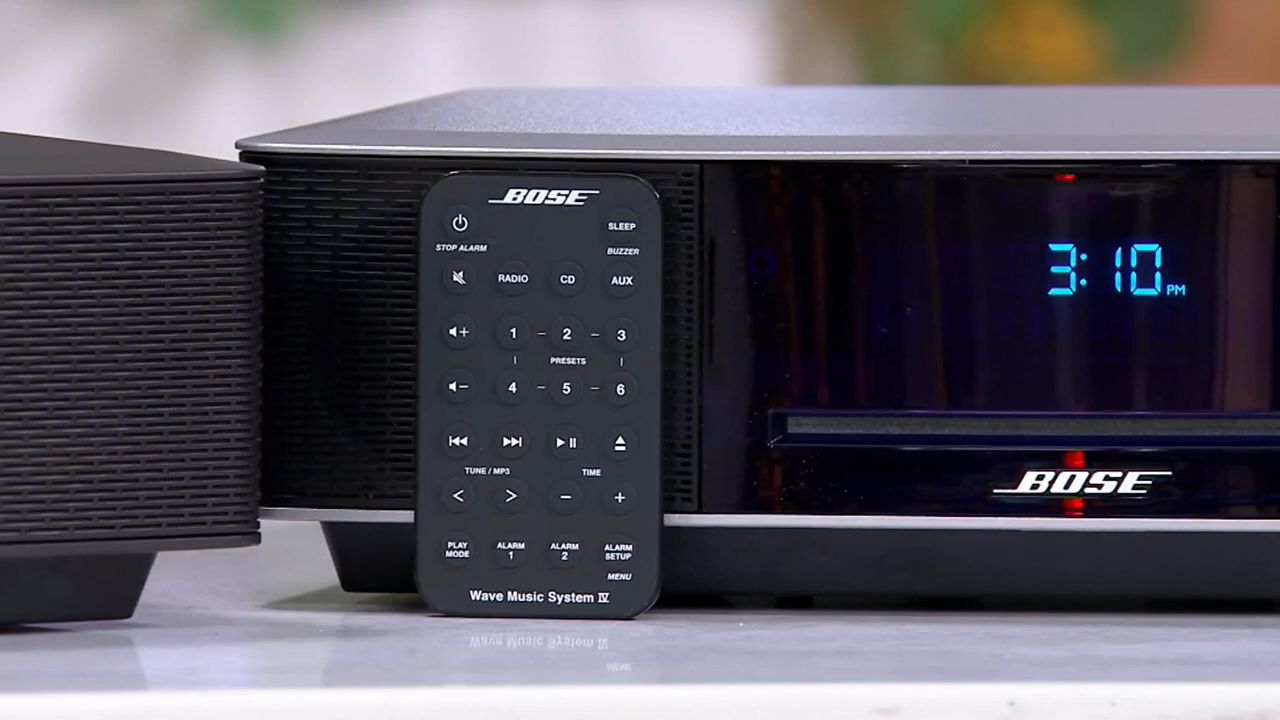 BOSE
SLEEP
STOP ALARM
BUZZER
RADIO CD AUX
1 – 2 – 3
PRESETS
4 – 5 – 6
TUNE / MP3 TIME
< > − +
PLAY MODE ALARM 1 ALARM 2 ALARM SETUP
MENU
Wave Music System IV
3:10 PM
BOSE